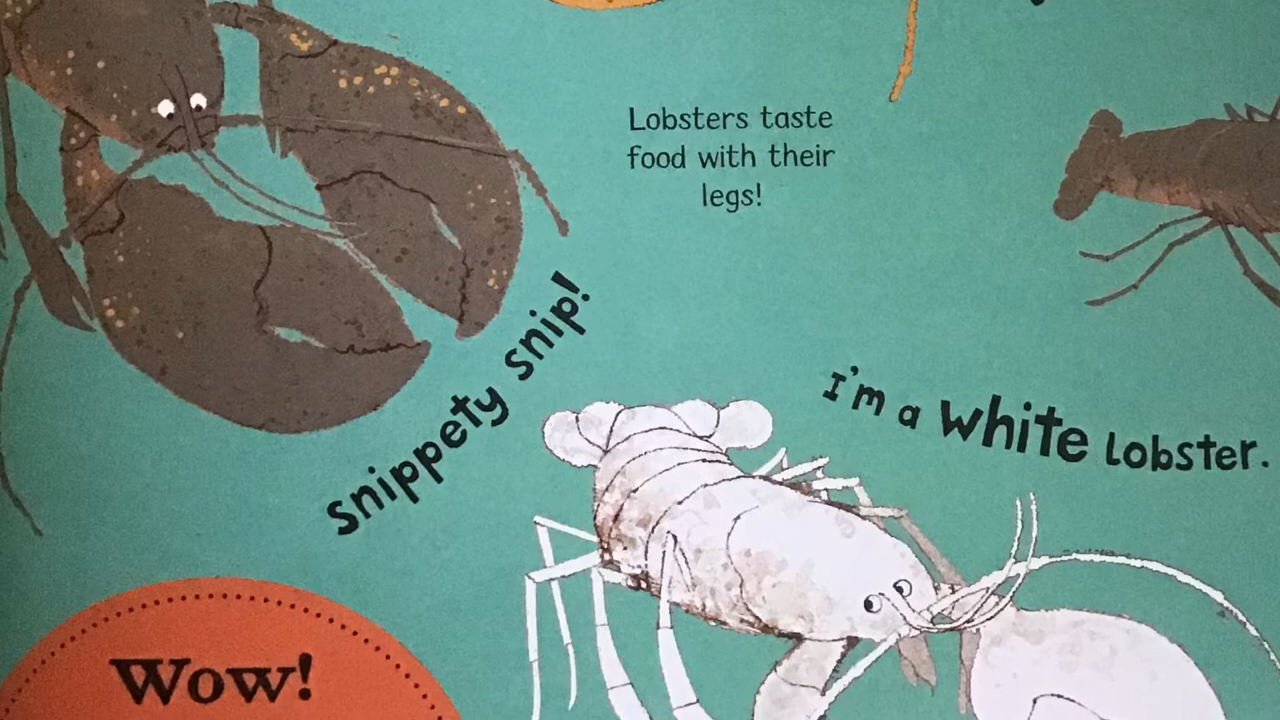 Lobsters taste
food with their
legs!
Snippety snip!
I'm a white lobster.
Wow!